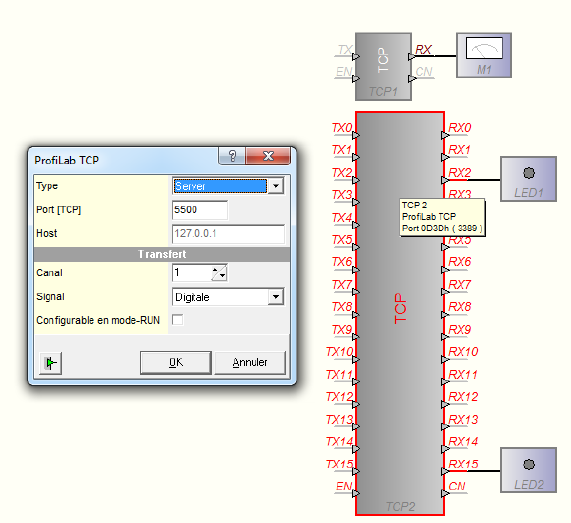 ProfiLab TCP
Type
Server
Port [TCP]
5500
Host
127.0.0.1
Transfert
Canal
1
Signal
Digitale
Configurable en mode-RUN
OK
Annuler
TX
RX
EN
CN
TCP
TCP1
M1
TX0
RX0
TX1
RX1
TX2
RX2
LED1
TX3
RX3
TCP 2
ProfiLab TCP
Port 0D3Dh ( 3389 )
TX4
TX5
RX5
TX6
RX6
TX7
RX7
TCP
TX8
RX8
TX9
RX9
TX10
RX10
TX11
RX11
TX12
RX12
TX13
RX13
TX14
RX14
TX15
RX15
EN
CN
LED2
TCP2